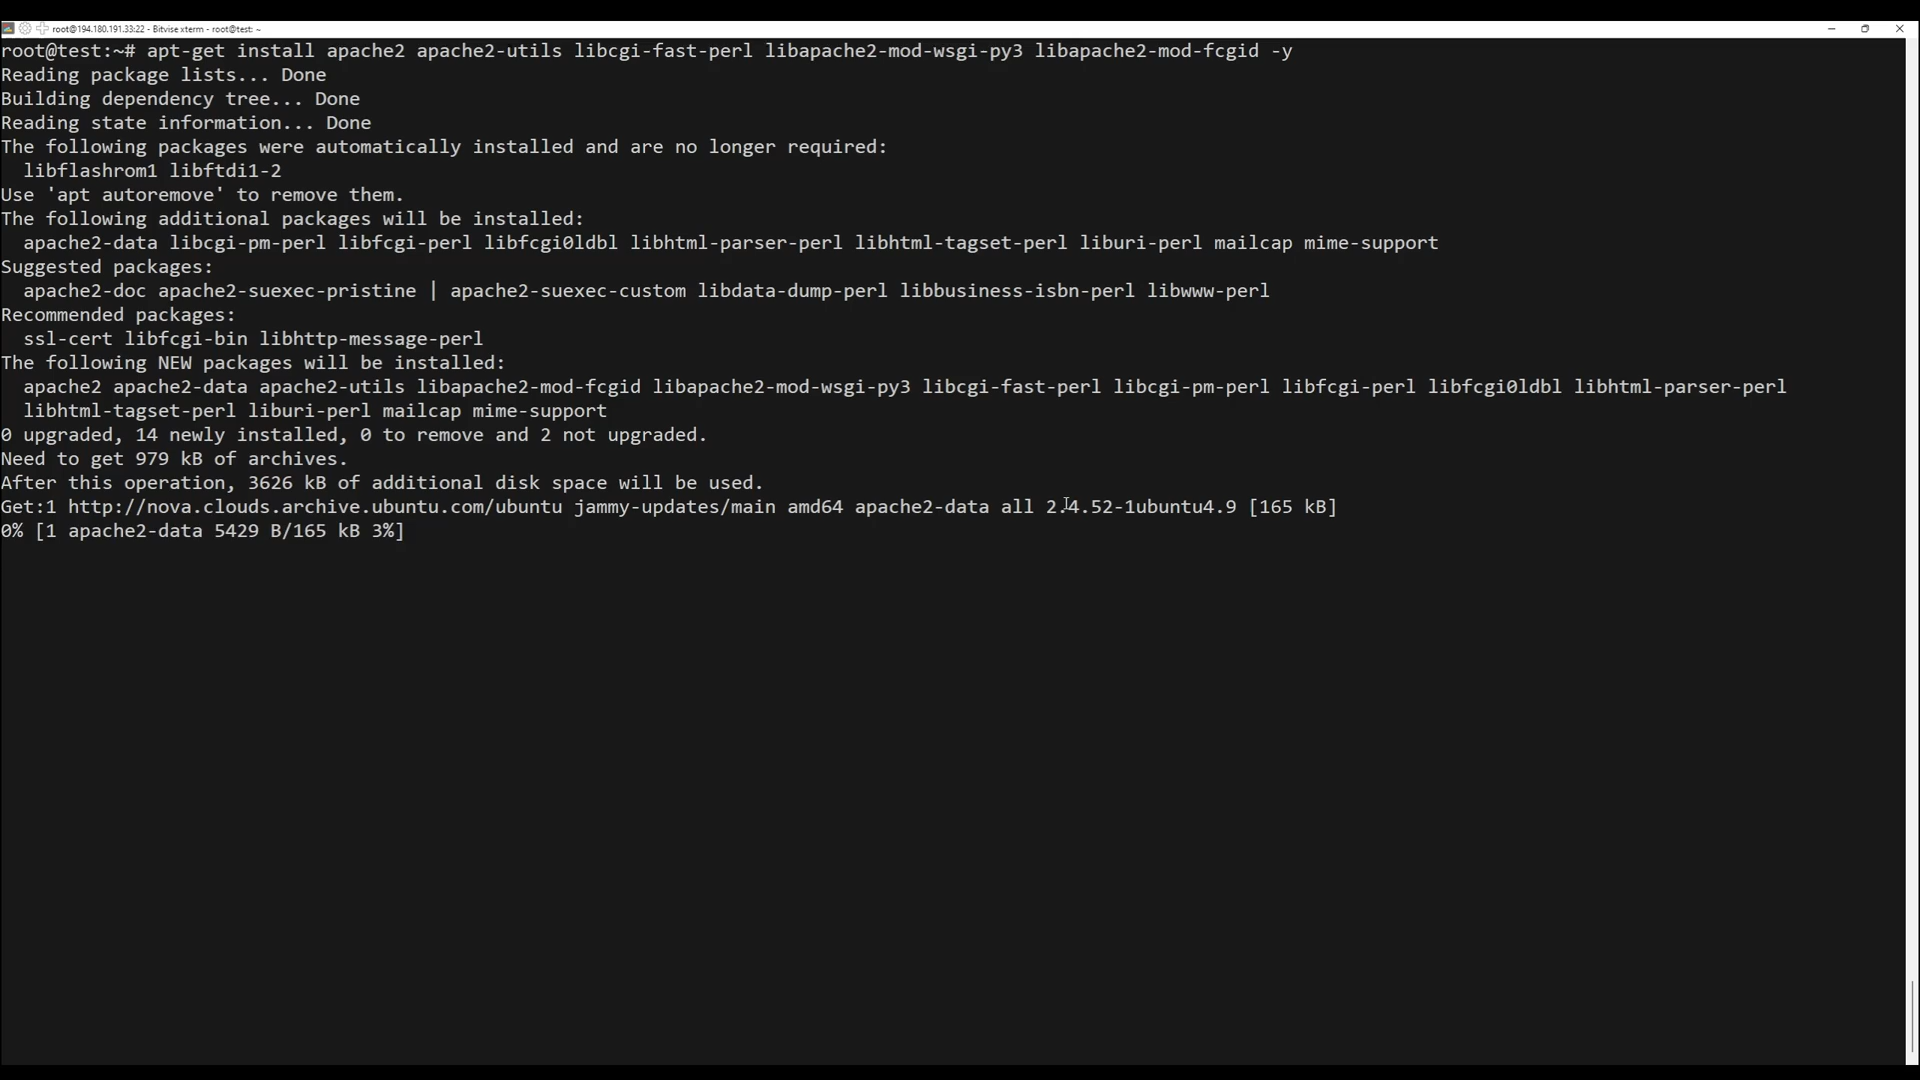 root@194.180.191.33:22 - Bitvise xterm - root@test: ~
root@test:~# apt-get install apache2 apache2-utils libcgi-fast-perl libapache2-mod-wsgi-py3 libapache2-mod-fcgid -y
Reading package lists... Done
Building dependency tree... Done
Reading state information... Done
The following packages were automatically installed and are no longer required:
  libflashrom1 libftdi1-2
Use 'apt autoremove' to remove them.
The following additional packages will be installed:
  apache2-data libcgi-pm-perl libfcgi-perl libfcgi0ldbl libhtml-parser-perl libhtml-tagset-perl liburi-perl mailcap mime-support
Suggested packages:
  apache2-doc apache2-suexec-pristine | apache2-suexec-custom libdata-dump-perl libbusiness-isbn-perl libwww-perl
Recommended packages:
  ssl-cert libfcgi-bin libhttp-message-perl
The following NEW packages will be installed:
  apache2 apache2-data apache2-utils libapache2-mod-fcgid libapache2-mod-wsgi-py3 libcgi-fast-perl libcgi-pm-perl libfcgi-perl libfcgi0ldbl libhtml-parser-perl
  libhtml-tagset-perl liburi-perl mailcap mime-support
0 upgraded, 14 newly installed, 0 to remove and 2 not upgraded.
Need to get 979 kB of archives.
After this operation, 3626 kB of additional disk space will be used.
Get:1 http://nova.clouds.archive.ubuntu.com/ubuntu jammy-updates/main amd64 apache2-data all 2.4.52-1ubuntu4.9 [165 kB]
0% [1 apache2-data 5429 B/165 kB 3%]